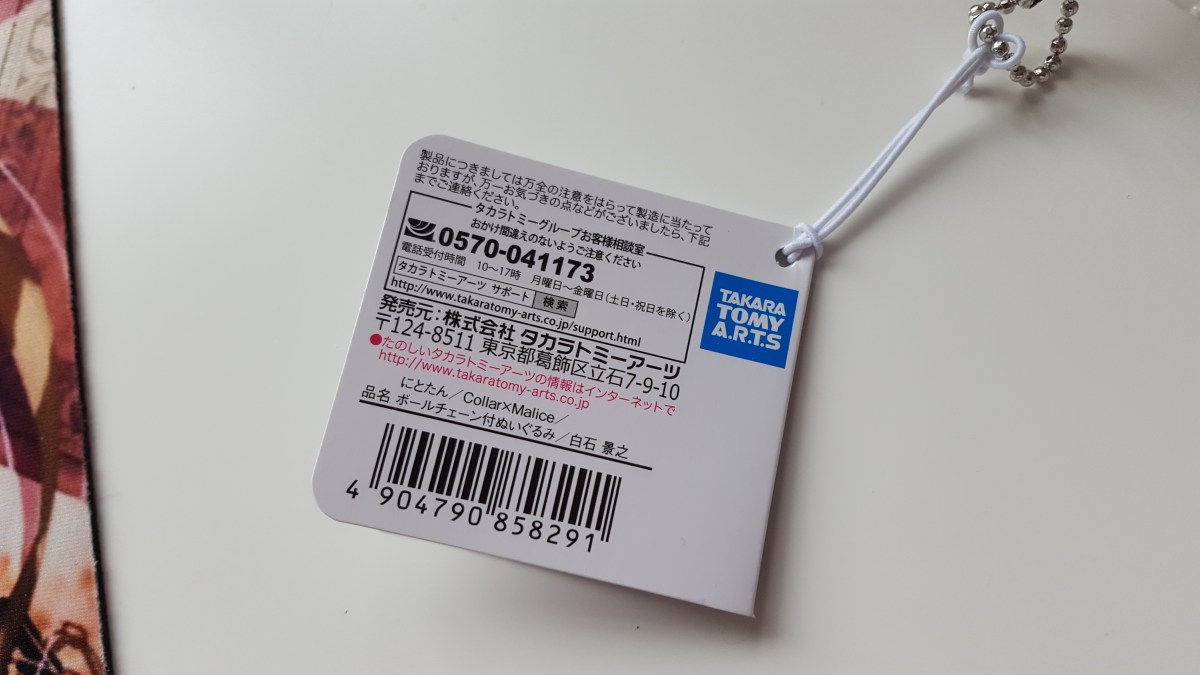 製品につきましては万全の注意をはらって製造に当たって
おりますが、万一お気づきの点などがございましたら、下記
までご連絡ください。
タカラトミーグループお客様相談室
おかけ間違えのないようご注意ください
0570-041173
電話受付時間 10〜17時 月曜日〜金曜日(土日・祝日を除く)
タカラトミーアーツ サポート 検索
http://www.takaratomy-arts.co.jp/support.html
発売元:株式会社 タカラトミーアーツ
〒124-8511 東京都葛飾区立石7-9-10
●たのしいタカラトミーアーツの情報はインターネットで
http://www.takaratomy-arts.co.jp
にとたん/Collar×Malice/
品名 ボールチェーン付ぬいぐるみ/白石 景之
4 904790 858291
TAKARA
TOMY
A.R.T.S